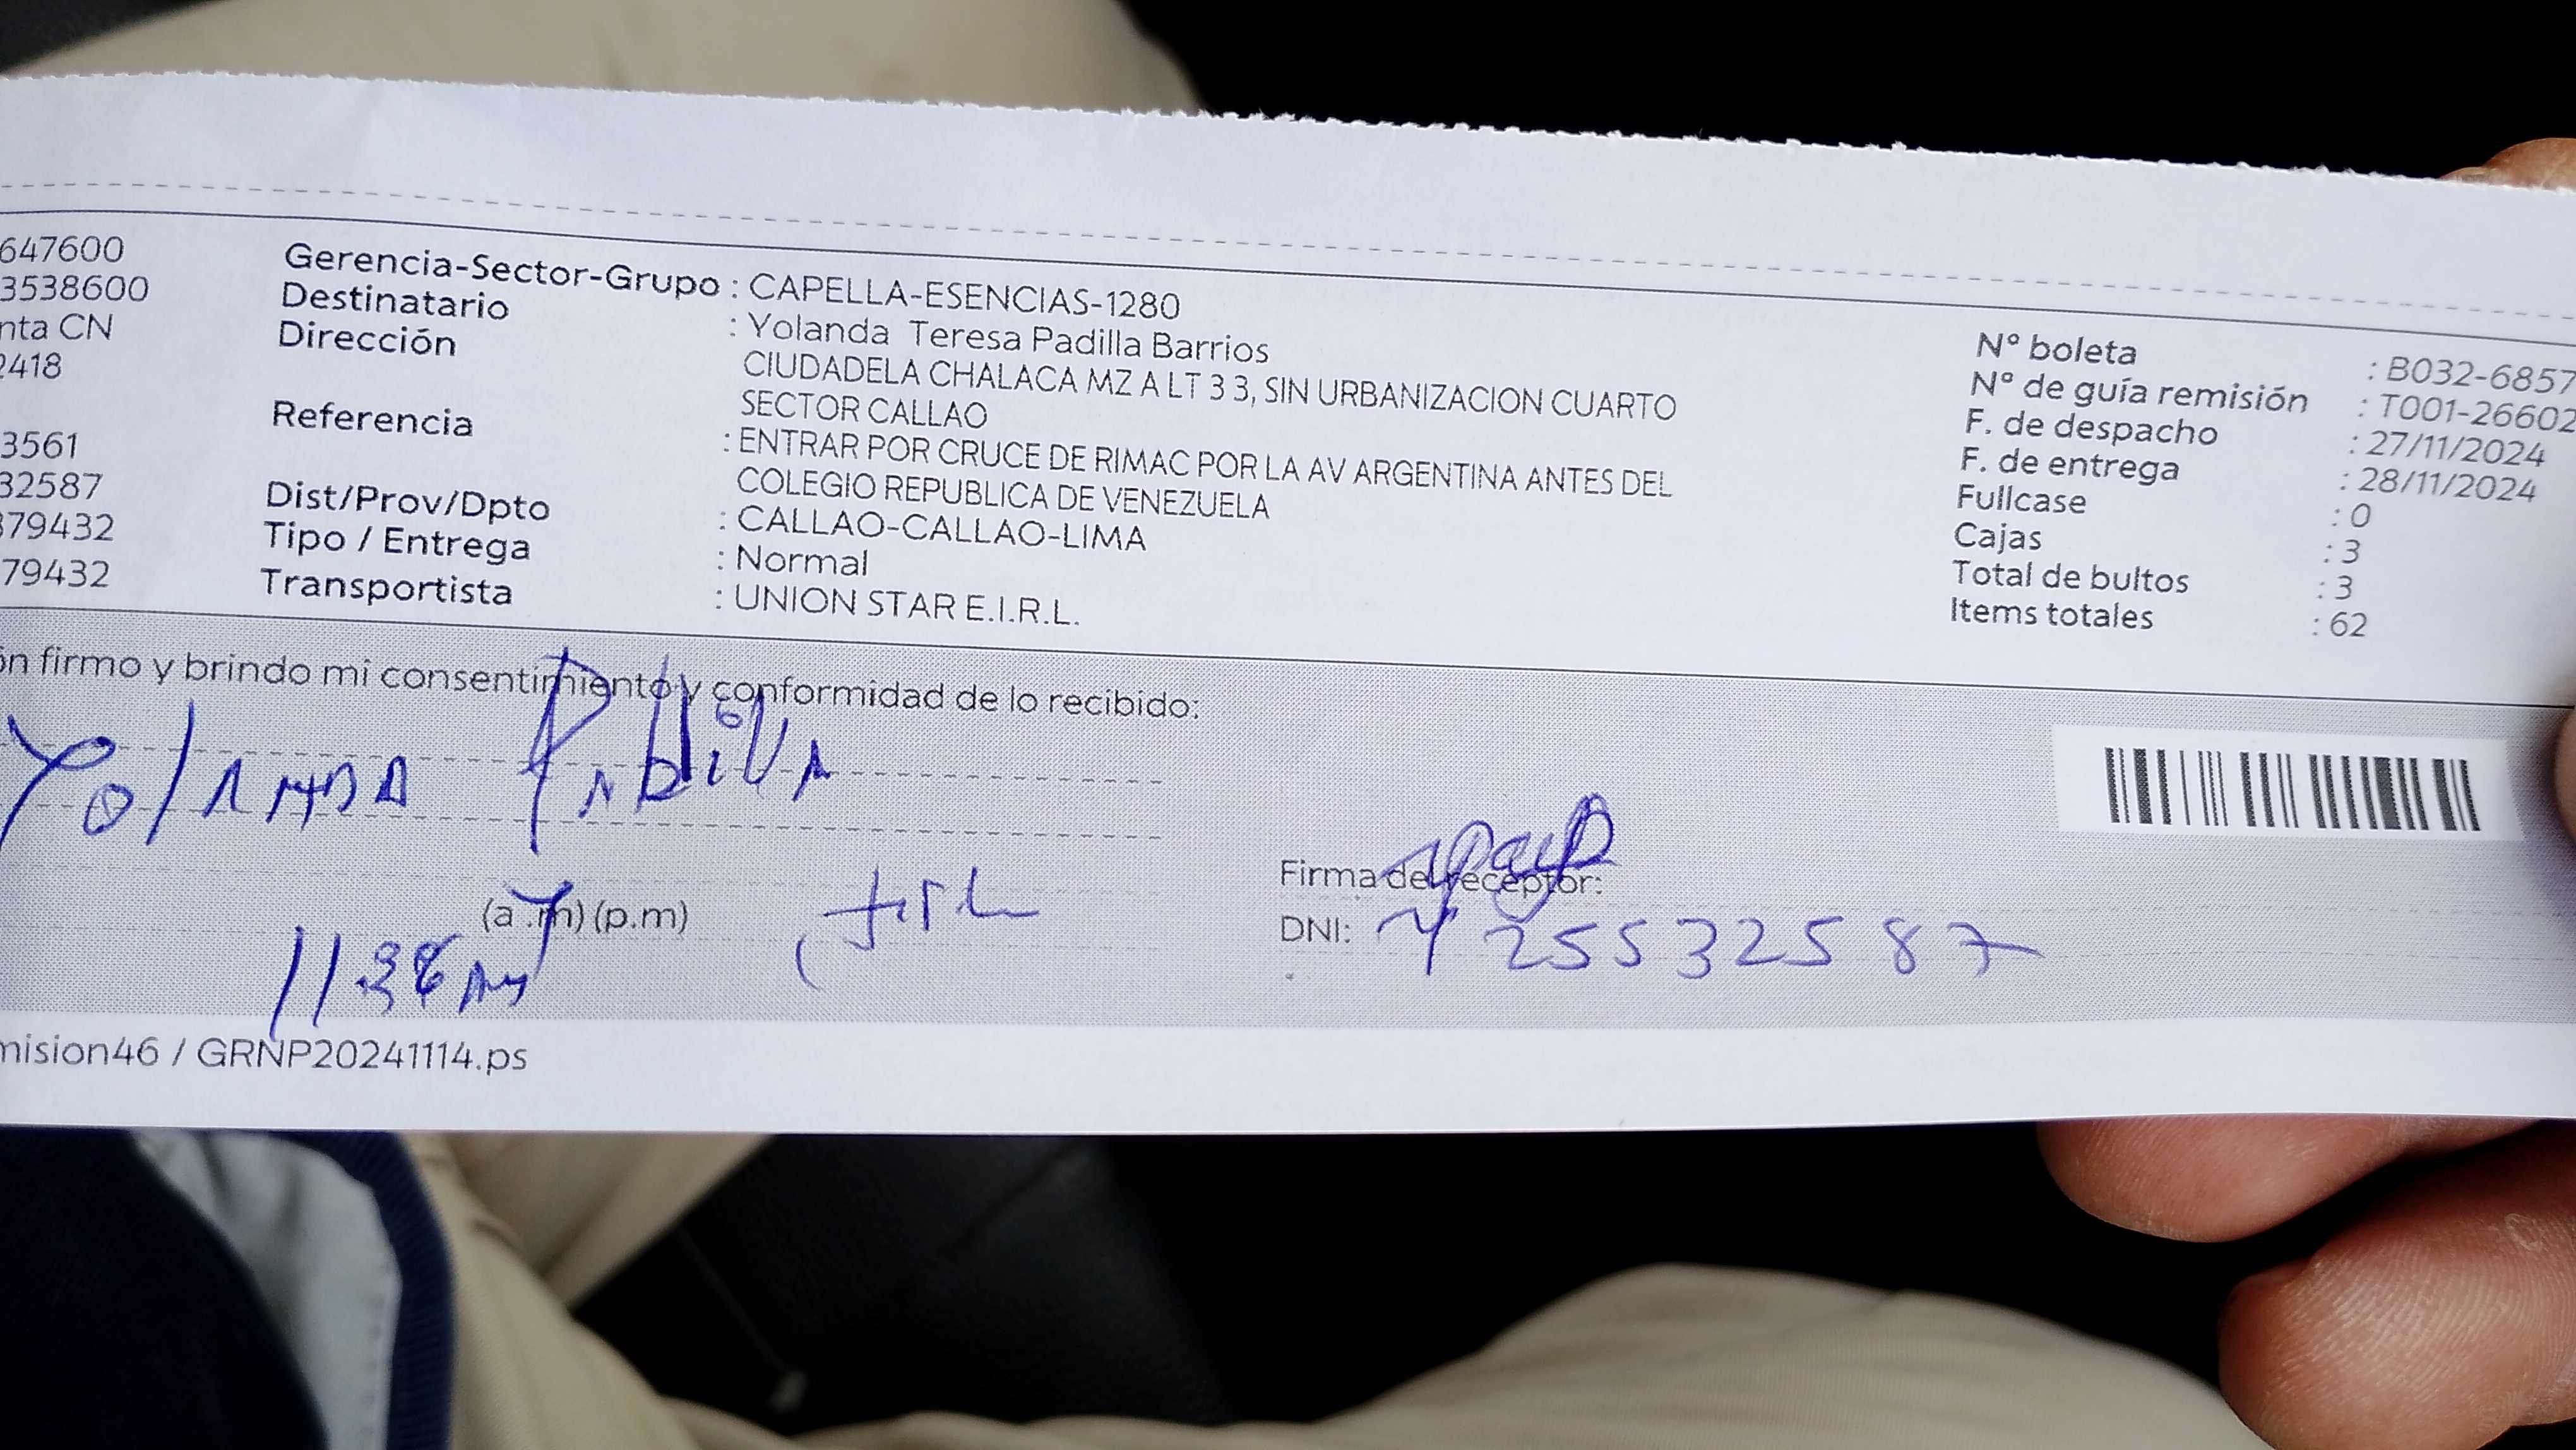 647600
3538600
nta CN
2418
3561
32587
379432
79432
Gerencia-Sector-Grupo : CAPELLA-ESENCIAS-1280
Destinatario : Yolanda Teresa Padilla Barrios
Dirección CIUDADELA CHALACA MZ A LT 3 3, SIN URBANIZACION CUARTO
SECTOR CALLAO
Referencia : ENTRAR POR CRUCE DE RIMAC POR LA AV ARGENTINA ANTES DEL
COLEGIO REPUBLICA DE VENEZUELA
Dist/Prov/Dpto : CALLAO-CALLAO-LIMA
Tipo / Entrega : Normal
Transportista : UNION STAR E.I.R.L.
N° boleta : B032-6857
N° de guía remisión : T001-26602
F. de despacho : 27/11/2024
F. de entrega : 28/11/2024
Fullcase : 0
Cajas : 3
Total de bultos : 3
Items totales : 62
ón firmo y brindo mi consentimiento y conformidad de lo recibido:
Yolanda Padilla
(a.m) (p.m)
Firma del receptor:
DNI: 25532587
mision46 / GRNP20241114.ps